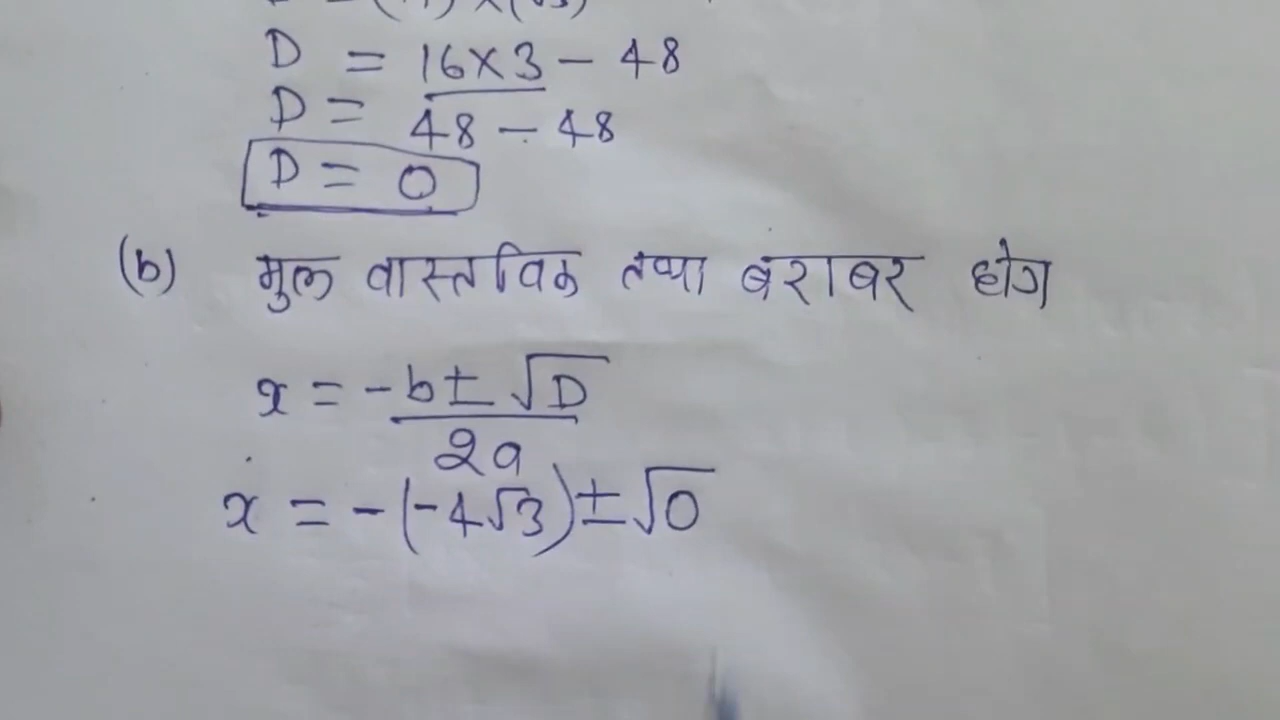 D = 16×3 - 48
D = 48 - 48
D = 0
(b) मुल वास्तविक तथा बराबर होग
x = -b ± √D
2a
x = -(-4√3) ± √0